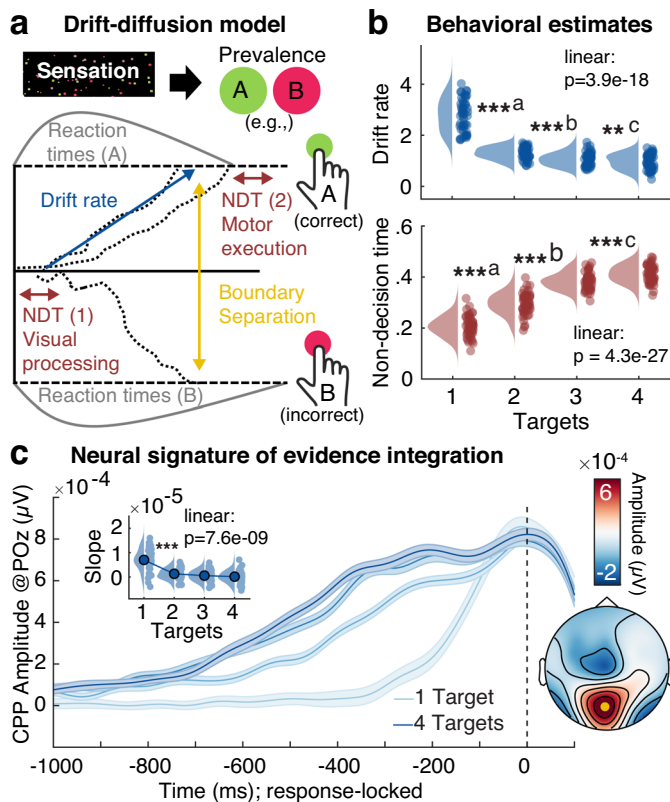 a Drift-diffusion model
Sensation
Prevalence
A B
(e.g.,)
Reaction
times (A)
Drift rate
NDT (2)
Motor
execution
A
(correct)
NDT (1)
Visual
processing
Boundary
Separation
Reaction times (B)
B
(incorrect)
b Behavioral estimates
linear:
p=3.9e-18
Drift rate
4
2
0
***a
***b
** c
Non-decision time
.6
.4
.2
0
***a
***b
***c
linear:
p = 4.3e-27
1 2 3 4
Targets
c Neural signature of evidence integration
×10-4
CPP Amplitude @POz (µV)
8
6
4
2
0
×10-5
linear:
p=7.6e-09
Slope
2
1
0
***
1 2 3 4
Targets
1 Target
4 Targets
-1000 -800 -600 -400 -200 0
Time (ms); response-locked
×10-4
6
-2
Amplitude
(µV)